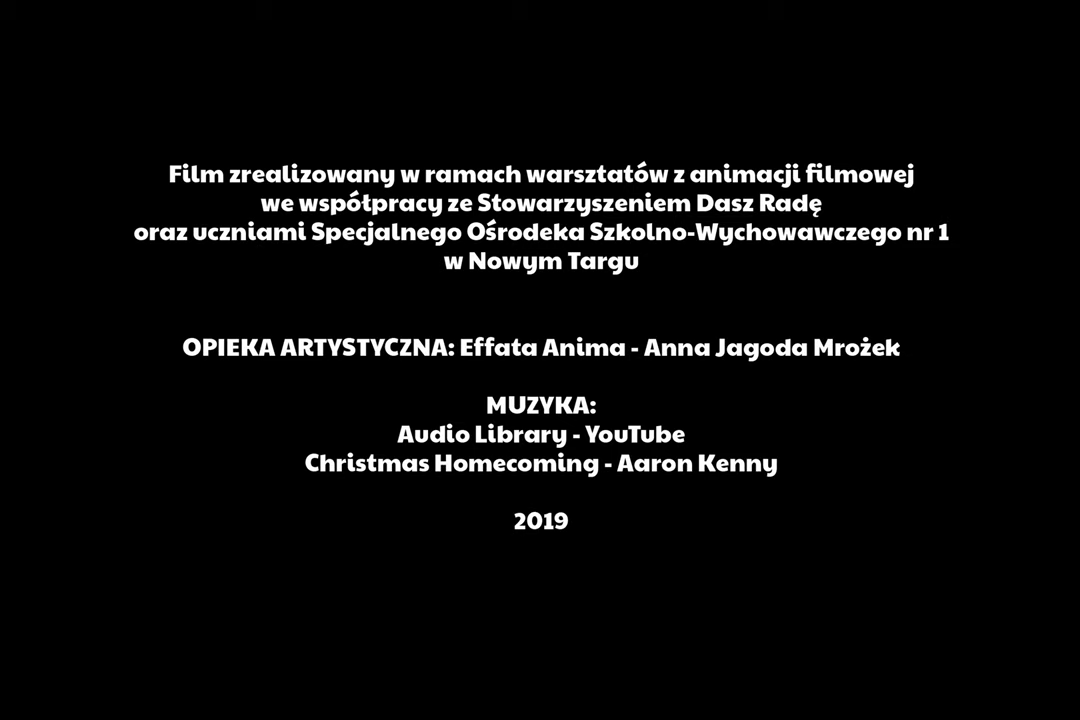 Film zrealizowany w ramach warsztatów z animacji filmowej
we współpracy ze Stowarzyszeniem Dasz Radę
oraz uczniami Specjalnego Ośrodeka Szkolno-Wychowawczego nr 1
w Nowym Targu
OPIEKA ARTYSTYCZNA: Effata Anima - Anna Jagoda Mrożek
MUZYKA:
Audio Library - YouTube
Christmas Homecoming - Aaron Kenny
2019